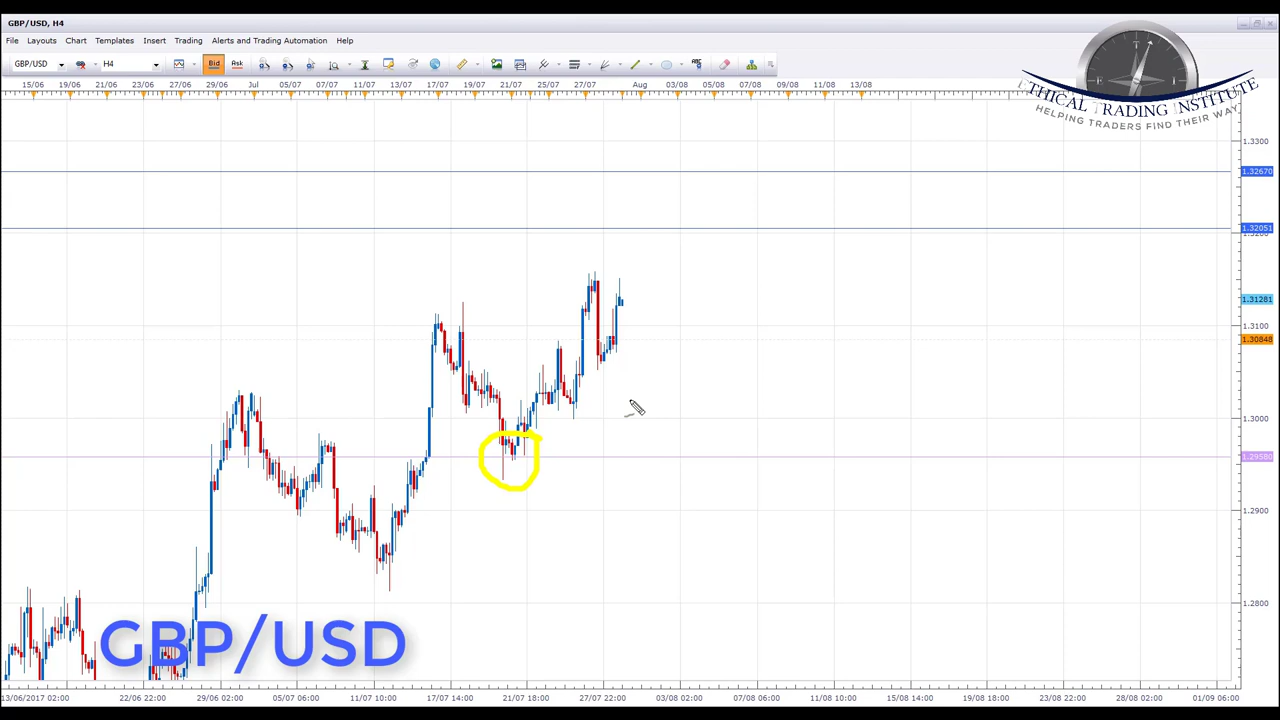 GBP/USD, H4
File Layouts Chart Templates Insert Trading Alerts and Trading Automation Help
GBP/USD H4 Bid Ask ABC
15/06 21/06 23/06 27/06 29/06 Jul 05/07 07/07 11/07 13/07 17/07 19/07 21/07 25/07 27/07 Aug 03/08 05/08 07/08 09/08 11/08 13/08
ETHICAL TRADING INSTITUTE
HELPING TRADERS FIND THEIR WAY
1.3300
1.32670
1.32051
1.3200
1.31281
1.3100
1.30848
1.3000
1.29580
1.2900
1.2800
GBP/USD
13/06/2017 02:00 22/06 22:00 29/06 02:00 05/07 06:00 11/07 10:00 17/07 14:00 21/07 18:00 27/07 22:00 03/08 02:00 07/08 06:00 11/08 10:00 15/08 14:00 19/08 18:00 23/08 22:00 28/08 02:00 01/09 06:00